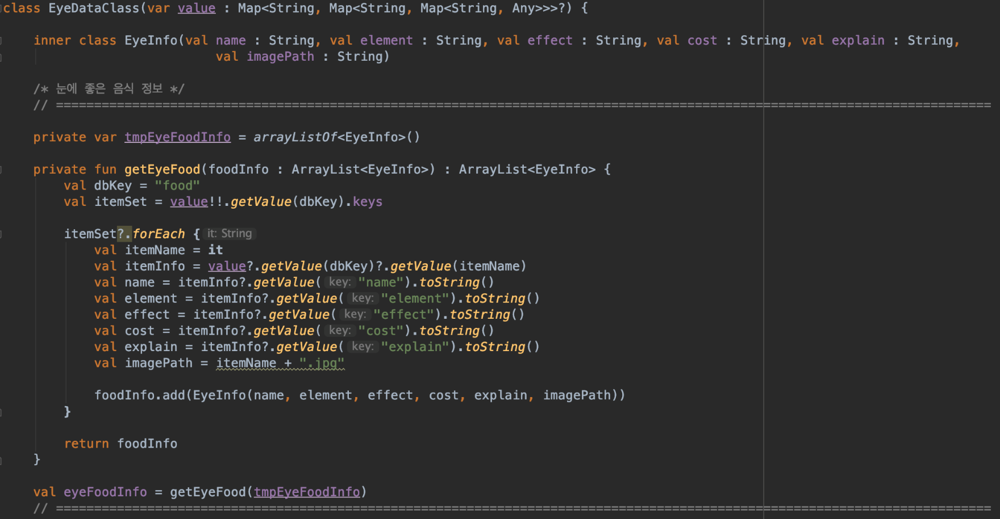 class EyeDataClass(var value : Map<String, Map<String, Map<String, Any>>>?) {
inner class EyeInfo(val name : String, val element : String, val effect : String, val cost : String, val explain : String,
val imagePath : String)
/* 눈에 좋은 음식 정보 */
// ===========================================================================================================================
private var tmpEyeFoodInfo = arrayListOf<EyeInfo>()
private fun getEyeFood(foodInfo : ArrayList<EyeInfo>) : ArrayList<EyeInfo> {
val dbKey = "food"
val itemSet = value!!.getValue(dbKey).keys
itemSet?.forEach { it: String
val itemName = it
val itemInfo = value?.getValue(dbKey)?.getValue(itemName)
val name = itemInfo?.getValue( key: "name").toString()
val element = itemInfo?.getValue( key: "element").toString()
val effect = itemInfo?.getValue( key: "effect").toString()
val cost = itemInfo?.getValue( key: "cost").toString()
val explain = itemInfo?.getValue( key: "explain").toString()
val imagePath = itemName + ".jpg"
foodInfo.add(EyeInfo(name, element, effect, cost, explain, imagePath))
}
return foodInfo
}
val eyeFoodInfo = getEyeFood(tmpEyeFoodInfo)
// ===========================================================================================================================